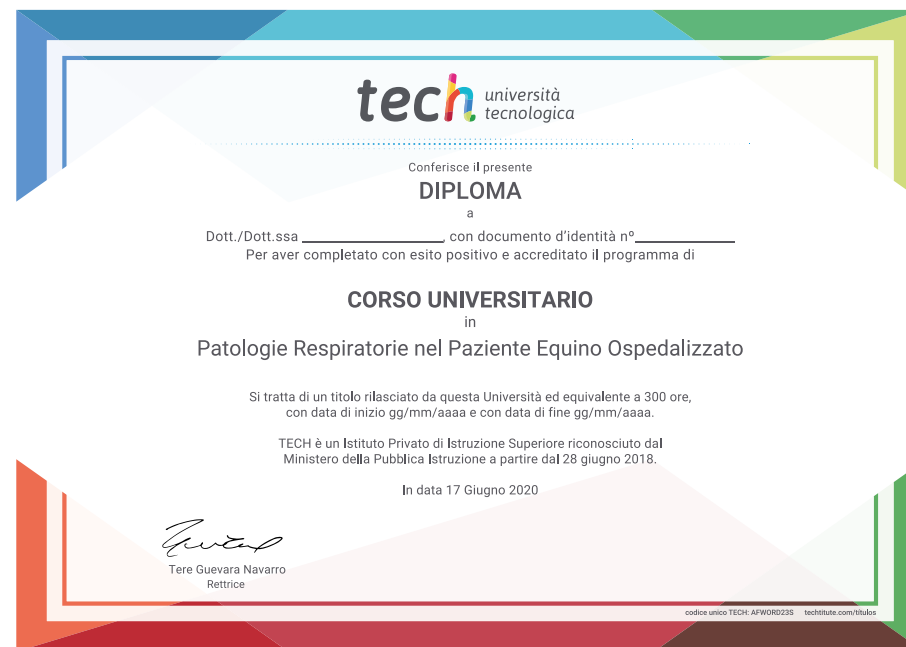 tech università
tecnologica
Conferisce il presente
DIPLOMA
a
Dott./Dott.ssa ____________________, con documento d'identità nº______________
Per aver completato con esito positivo e accreditato il programma di
CORSO UNIVERSITARIO
in
Patologie Respiratorie nel Paziente Equino Ospedalizzato
Si tratta di un titolo rilasciato da questa Università ed equivalente a 300 ore,
con data di inizio gg/mm/aaaa e con data di fine gg/mm/aaaa.
TECH è un Istituto Privato di Istruzione Superiore riconosciuto dal
Ministero della Pubblica Istruzione a partire dal 28 giugno 2018.
In data 17 Giugno 2020
Tere Guevara Navarro
Rettrice
codice unico TECH: AFWORD23S techtitute.com/títulos